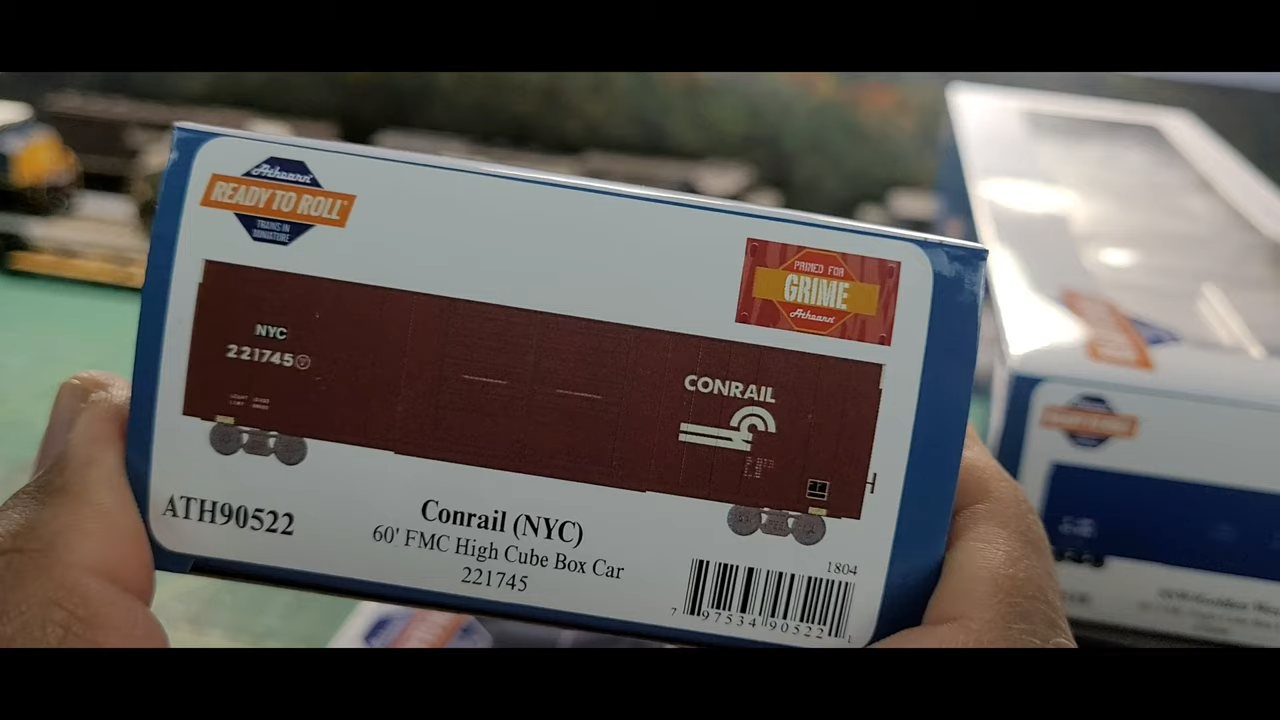 Athearn
READY TO ROLL
TRAINS IN
MINIATURE
PRIMED FOR
GRIME
Athearn
NYC
221745
CONRAIL
ATH90522
Conrail (NYC)
60' FMC High Cube Box Car
221745
1804
7 97534 90522 1